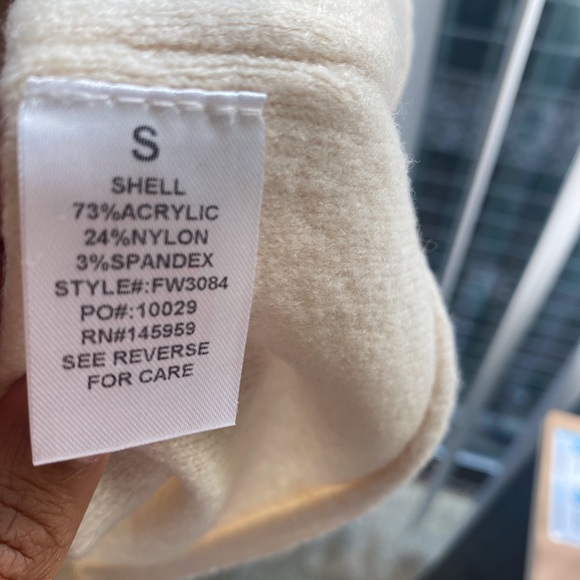 S
SHELL
73%ACRYLIC
24%NYLON
3%SPANDEX
STYLE#:FW3084
PO#:10029
RN#145959
SEE REVERSE
FOR CARE